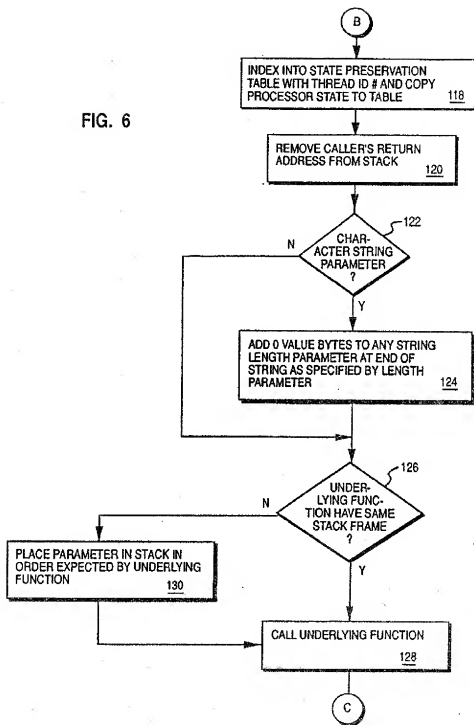 B
INDEX INTO STATE PRESERVATION
TABLE WITH THREAD ID # AND COPY
PROCESSOR STATE TO TABLE
118
FIG. 6
REMOVE CALLER'S RETURN
ADDRESS FROM STACK
120
122
N
CHAR-
ACTER STRING
PARAMETER
?
Y
ADD 0 VALUE BYTES TO ANY STRING
LENGTH PARAMETER AT END OF
STRING AS SPECIFIED BY LENGTH
PARAMETER
124
126
N
UNDER-
LYING FUNC-
TION HAVE SAME
STACK FRAME
?
Y
PLACE PARAMETER IN STACK IN
ORDER EXPECTED BY UNDERLYING
FUNCTION
130
CALL UNDERLYING FUNCTION
128
C